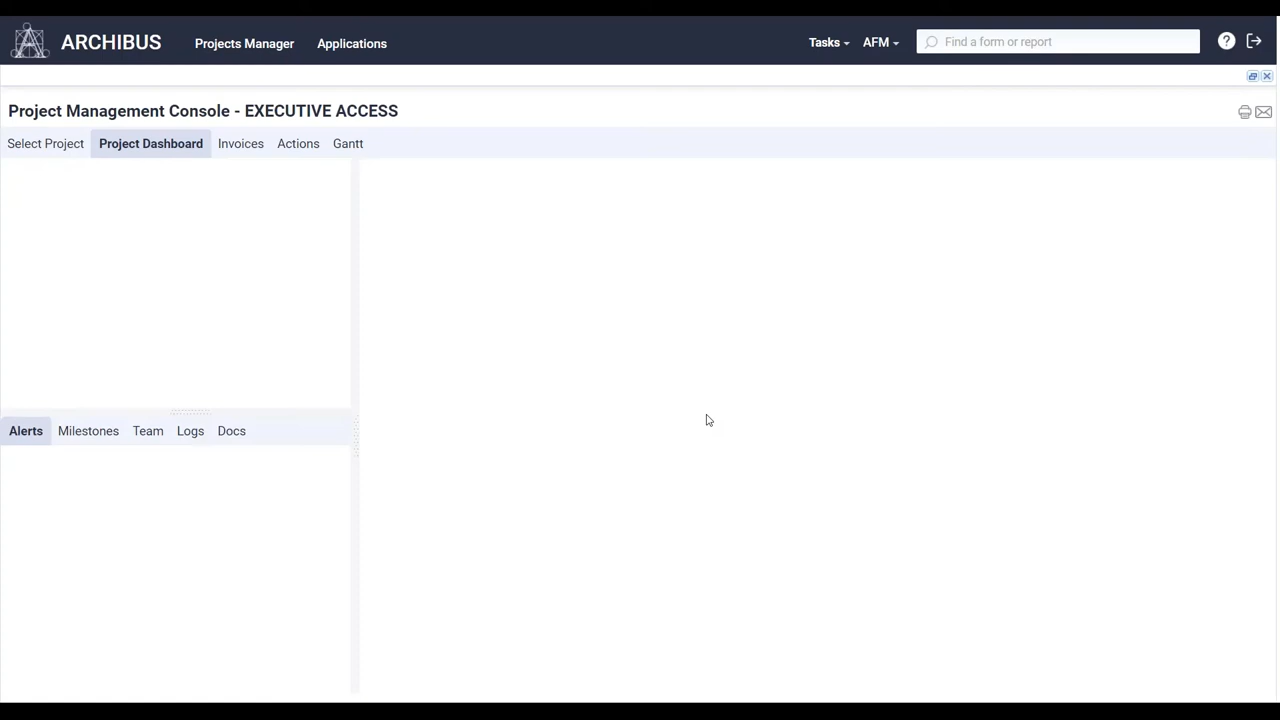 ARCHIBUS Projects Manager Applications Tasks AFM Find a form or report ?
Project Management Console - EXECUTIVE ACCESS
Select Project Project Dashboard Invoices Actions Gantt
Alerts Milestones Team Logs Docs